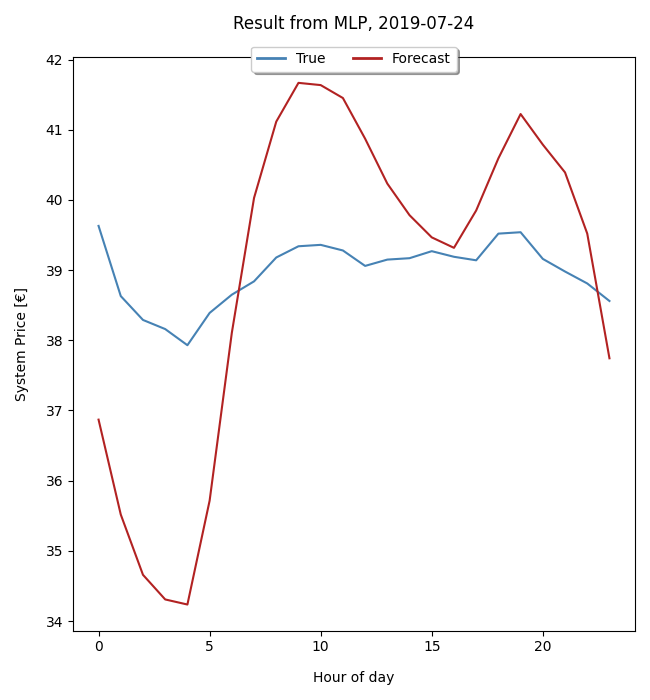 Result from MLP, 2019-07-24
True Forecast
42
41
40
39
38
37
36
35
34
System Price [€]
0 5 10 15 20
Hour of day